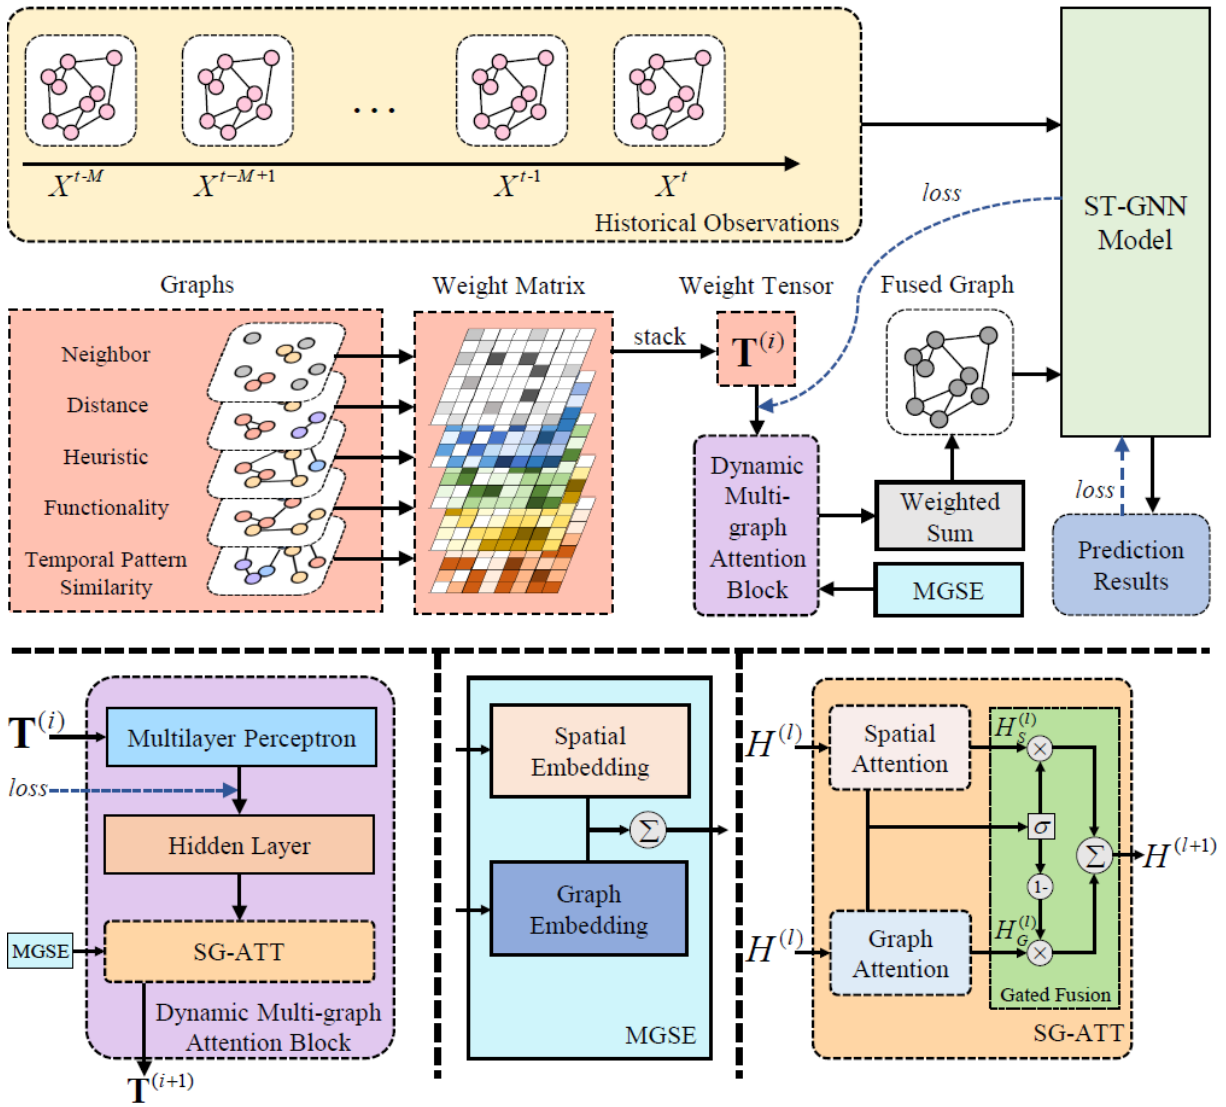 X^{t-M} X^{t-M+1} ... X^{t-1} X^{t}
Historical Observations
loss
ST-GNN
Model
Graphs
Weight Matrix
Weight Tensor
Fused Graph
Neighbor
Distance
Heuristic
Functionality
Temporal Pattern
Similarity
stack
T^{(i)}
Dynamic
Multi-
graph
Attention
Block
Weighted
Sum
MGSE
loss
Prediction
Results
T^{(i)}
Multilayer Perceptron
loss
Hidden Layer
MGSE
SG-ATT
Dynamic Multi-graph
Attention Block
T^{(i+1)}
Spatial
Embedding
Σ
Graph
Embedding
MGSE
H^{(l)}
Spatial
Attention
H_S^{(l)}
×
σ
1-
Σ
H^{(l+1)}
H^{(l)}
Graph
Attention
H_G^{(l)}
×
Gated Fusion
SG-ATT